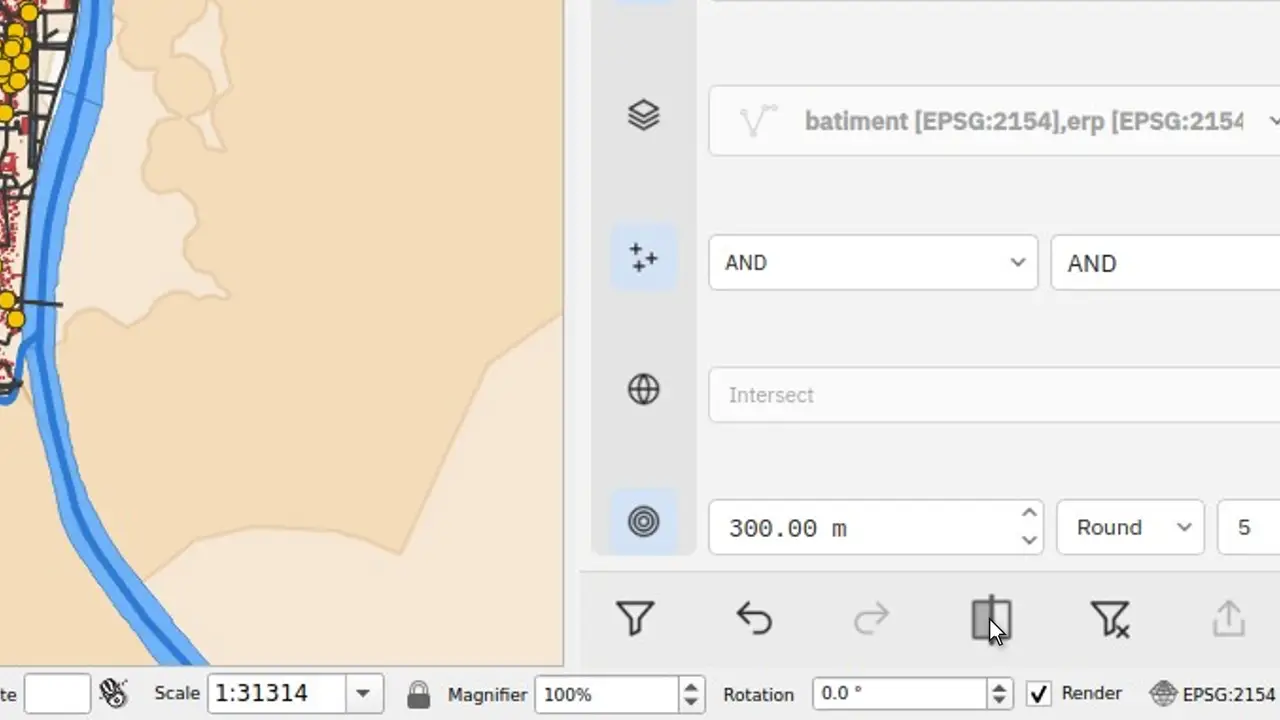 batiment [EPSG:2154],erp [EPSG:2154
AND
AND
Intersect
300.00 m
Round
5
te
Scale
1:31314
Magnifier
100%
Rotation
0.0 °
Render
EPSG:2154